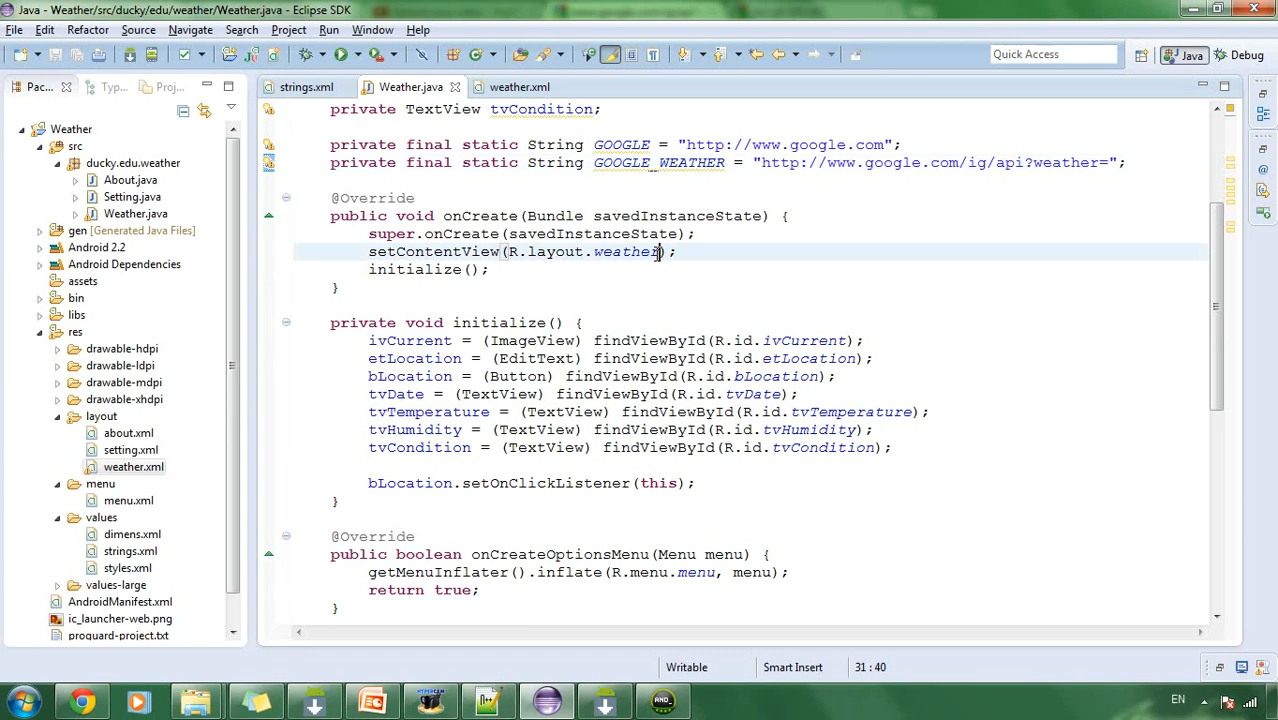 Java - Weather/src/ducky/edu/weather/Weather.java - Eclipse SDK
File Edit Refactor Source Navigate Search Project Run Window Help
Quick Access Java Debug
Pac... Typ... Proj... strings.xml Weather.java weather.xml
Weather
src
ducky.edu.weather
About.java
Setting.java
Weather.java
gen [Generated Java Files]
Android 2.2
Android Dependencies
assets
bin
libs
res
drawable-hdpi
drawable-ldpi
drawable-mdpi
drawable-xhdpi
layout
about.xml
setting.xml
weather.xml
menu
menu.xml
values
dimens.xml
strings.xml
styles.xml
values-large
AndroidManifest.xml
ic_launcher-web.png
proguard-project.txt
private TextView tvCondition;
private final static String GOOGLE = "http://www.google.com";
private final static String GOOGLE_WEATHER = "http://www.google.com/ig/api?weather=";
@Override
public void onCreate(Bundle savedInstanceState) {
super.onCreate(savedInstanceState);
setContentView(R.layout.weather);
initialize();
}
private void initialize() {
ivCurrent = (ImageView) findViewById(R.id.ivCurrent);
etLocation = (EditText) findViewById(R.id.etLocation);
bLocation = (Button) findViewById(R.id.bLocation);
tvDate = (TextView) findViewById(R.id.tvDate);
tvTemperature = (TextView) findViewById(R.id.tvTemperature);
tvHumidity = (TextView) findViewById(R.id.tvHumidity);
tvCondition = (TextView) findViewById(R.id.tvCondition);
bLocation.setOnClickListener(this);
}
@Override
public boolean onCreateOptionsMenu(Menu menu) {
getMenuInflater().inflate(R.menu.menu, menu);
return true;
}
Writable Smart Insert 31 : 40
EN